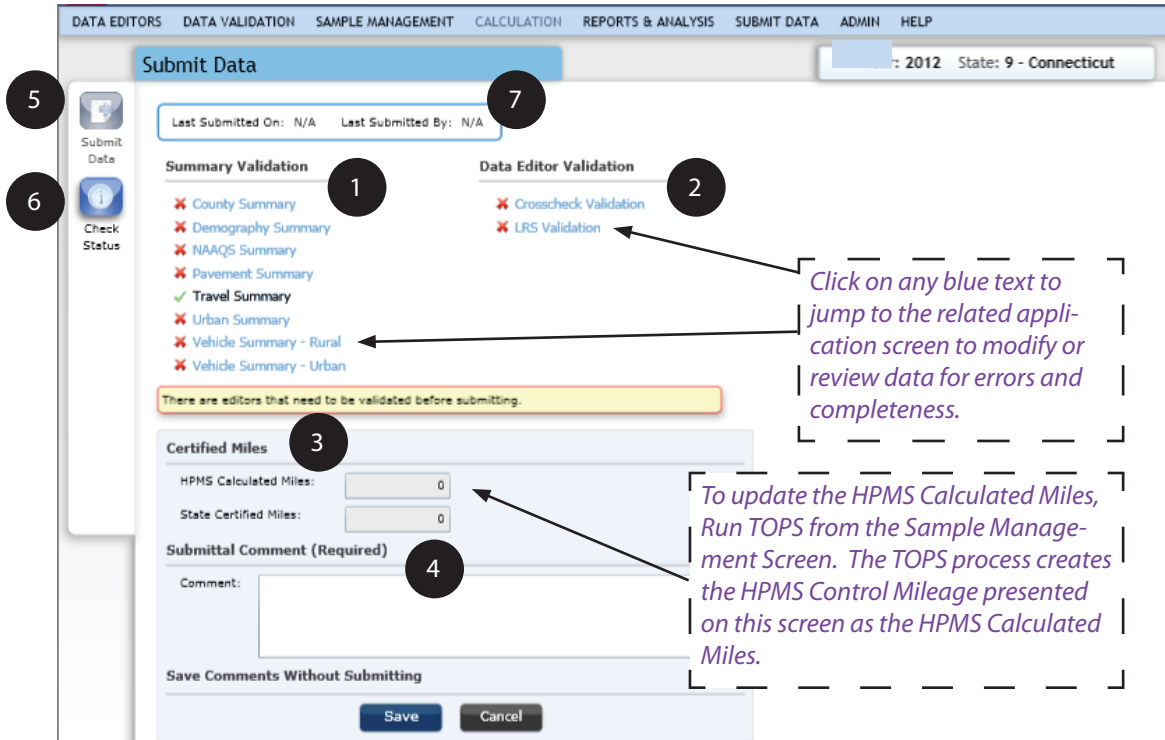 DATA EDITORS DATA VALIDATION SAMPLE MANAGEMENT CALCULATION REPORTS & ANALYSIS SUBMIT DATA ADMIN HELP
Submit Data
: 2012 State: 9 - Connecticut
5
Submit
Data
6
Check
Status
Last Submitted On: N/A Last Submitted By: N/A
7
Summary Validation
1
County Summary
Demography Summary
NAAQS Summary
Pavement Summary
Travel Summary
Urban Summary
Vehicle Summary - Rural
Vehicle Summary - Urban
Data Editor Validation
2
Crosscheck Validation
LRS Validation
Click on any blue text to
jump to the related appli-
cation screen to modify or
review data for errors and
completeness.
There are editors that need to be validated before submitting.
Certified Miles
3
HPMS Calculated Miles: 0
State Certified Miles: 0
To update the HPMS Calculated Miles,
Run TOPS from the Sample Manage-
ment Screen. The TOPS process creates
the HPMS Control Mileage presented
on this screen as the HPMS Calculated
Miles.
Submittal Comment (Required)
4
Comment:
Save Comments Without Submitting
Save Cancel